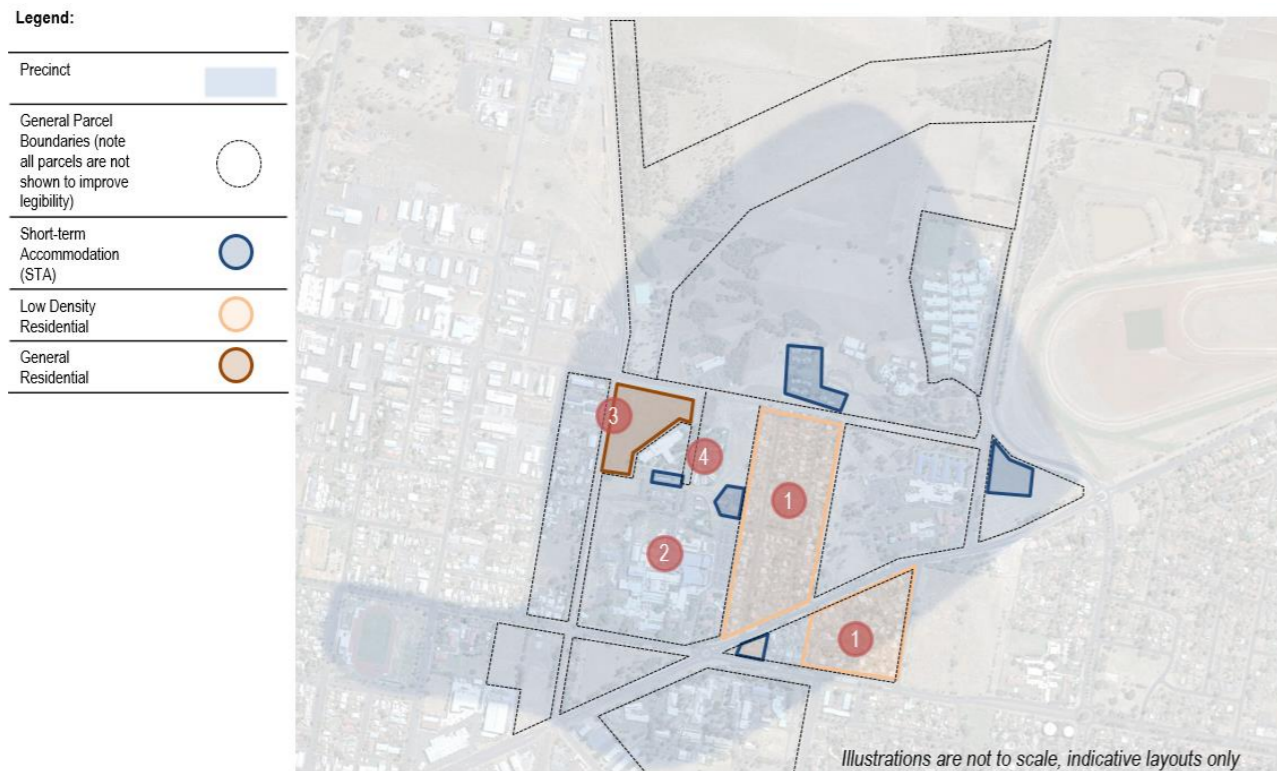 Legend:
Precinct
General Parcel
Boundaries (note
all parcels are not
shown to improve
legibility)
Short-term
Accommodation
(STA)
Low Density
Residential
General
Residential
3
4
1
2
1
Illustrations are not to scale, indicative layouts only